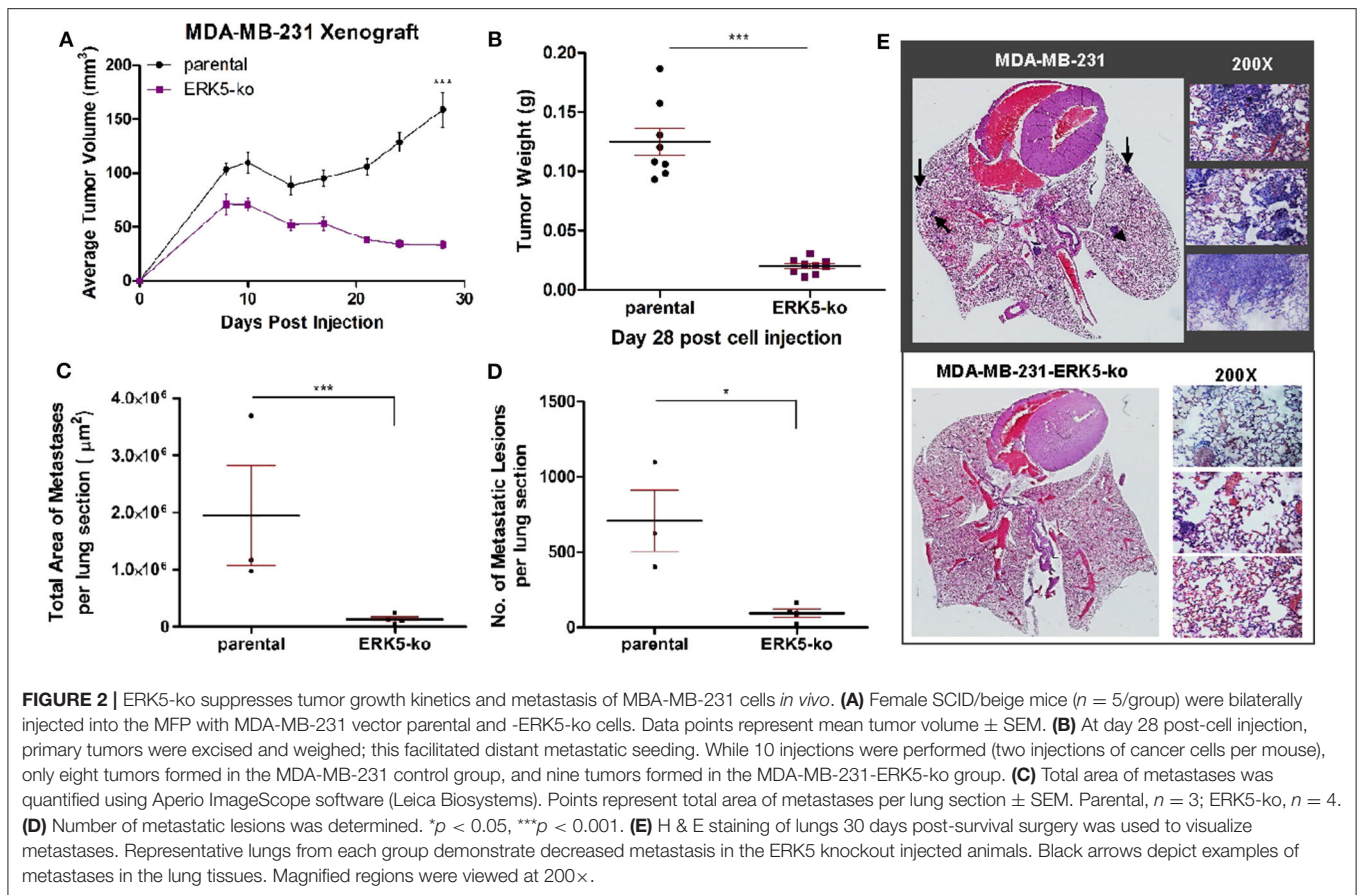 A
MDA-MB-231 Xenograft
parental
ERK5-ko
***
Average Tumor Volume (mm³)
200
150
100
50
0
0
10
20
30
Days Post Injection
B
***
Tumor Weight (g)
0.20
0.15
0.10
0.05
0.00
parental
ERK5-ko
Day 28 post cell injection
C
***
Total Area of Metastases
per lung section ( µm²)
4.0×10⁶
3.0×10⁶
2.0×10⁶
1.0×10⁶
0
parental
ERK5-ko
D
*
No. of Metastatic Lesions
per lung section
1500
1000
500
0
parental
ERK5-ko
E
MDA-MB-231
200X
MDA-MB-231-ERK5-ko
200X
FIGURE 2 | ERK5-ko suppresses tumor growth kinetics and metastasis of MBA-MB-231 cells in vivo. (A) Female SCID/beige mice (n = 5/group) were bilaterally
injected into the MFP with MDA-MB-231 vector parental and -ERK5-ko cells. Data points represent mean tumor volume ± SEM. (B) At day 28 post-cell injection,
primary tumors were excised and weighed; this facilitated distant metastatic seeding. While 10 injections were performed (two injections of cancer cells per mouse),
only eight tumors formed in the MDA-MB-231 control group, and nine tumors formed in the MDA-MB-231-ERK5-ko group. (C) Total area of metastases was
quantified using Aperio ImageScope software (Leica Biosystems). Points represent total area of metastases per lung section ± SEM. Parental, n = 3; ERK5-ko, n = 4.
(D) Number of metastatic lesions was determined. *p < 0.05, ***p < 0.001. (E) H & E staining of lungs 30 days post-survival surgery was used to visualize
metastases. Representative lungs from each group demonstrate decreased metastasis in the ERK5 knockout injected animals. Black arrows depict examples of
metastases in the lung tissues. Magnified regions were viewed at 200×.